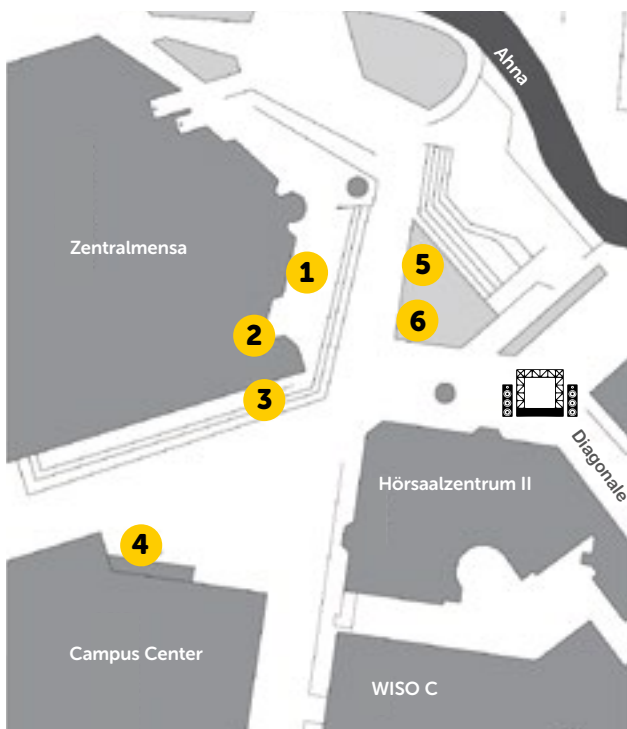 Ahna
Zentralmensa
1
5
6
2
3
Diagonale
Hörsaalzentrum II
4
Campus Center
WISO C